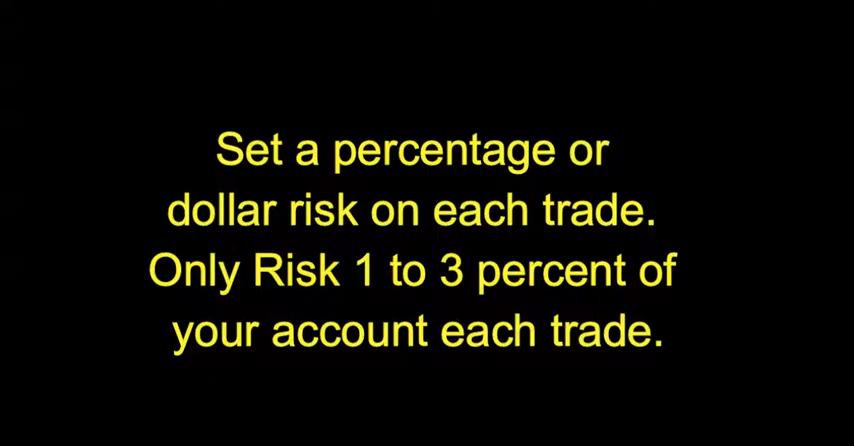 Set a percentage or
dollar risk on each trade.
Only Risk 1 to 3 percent of
your account each trade.